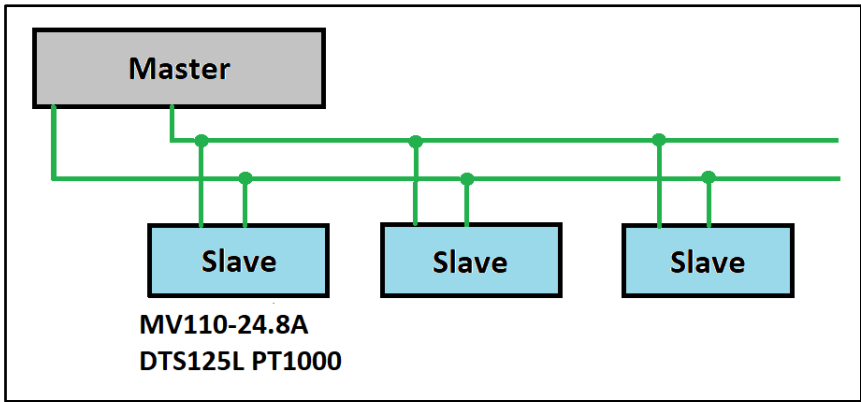 Master
Slave
Slave
Slave
MV110-24.8A
DTS125L PT1000